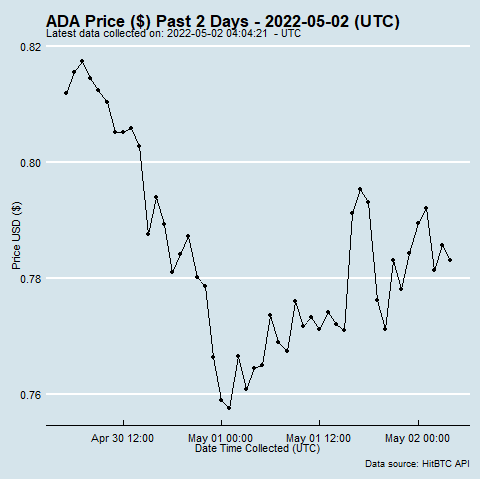 ADA Price ($) Past 2 Days - 2022-05-02 (UTC)
Latest data collected on: 2022-05-02 04:04:21 - UTC
0.82
0.80
0.78
0.76
Price USD ($)
Apr 30 12:00 May 01 00:00 May 01 12:00 May 02 00:00
Date Time Collected (UTC)
Data source: HitBTC API